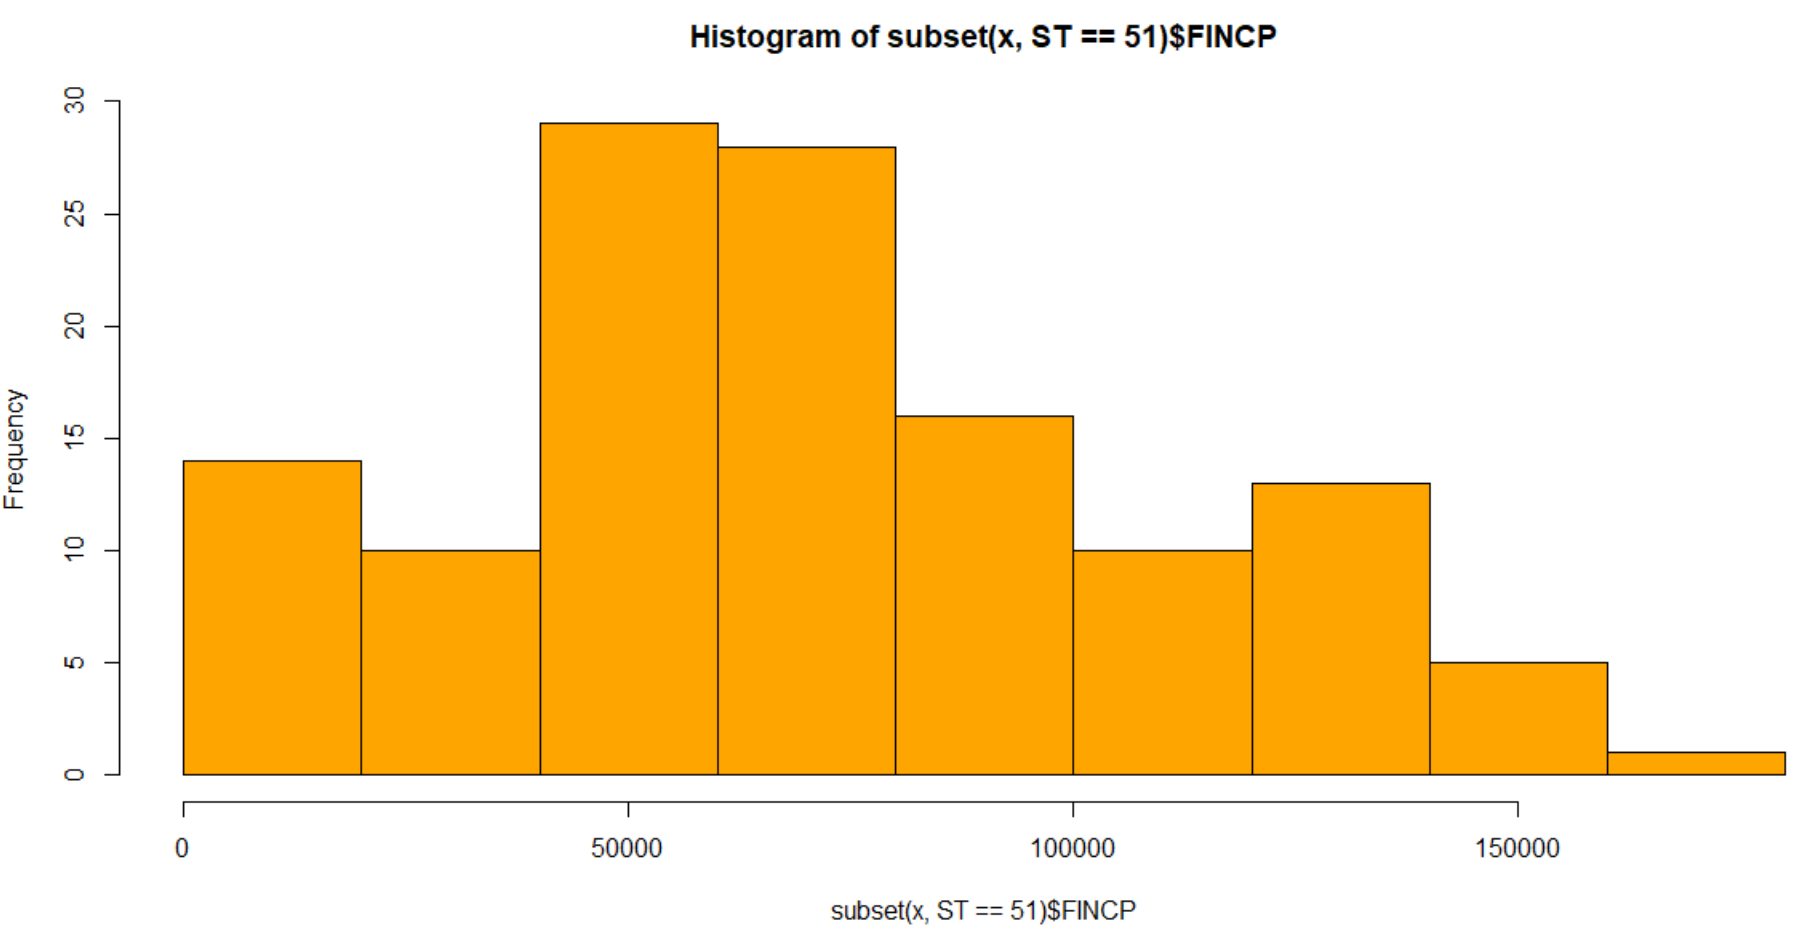 Histogram of subset(x, ST == 51)$FINCP
Frequency
30
25
20
15
10
5
0
0 50000 100000 150000
subset(x, ST == 51)$FINCP